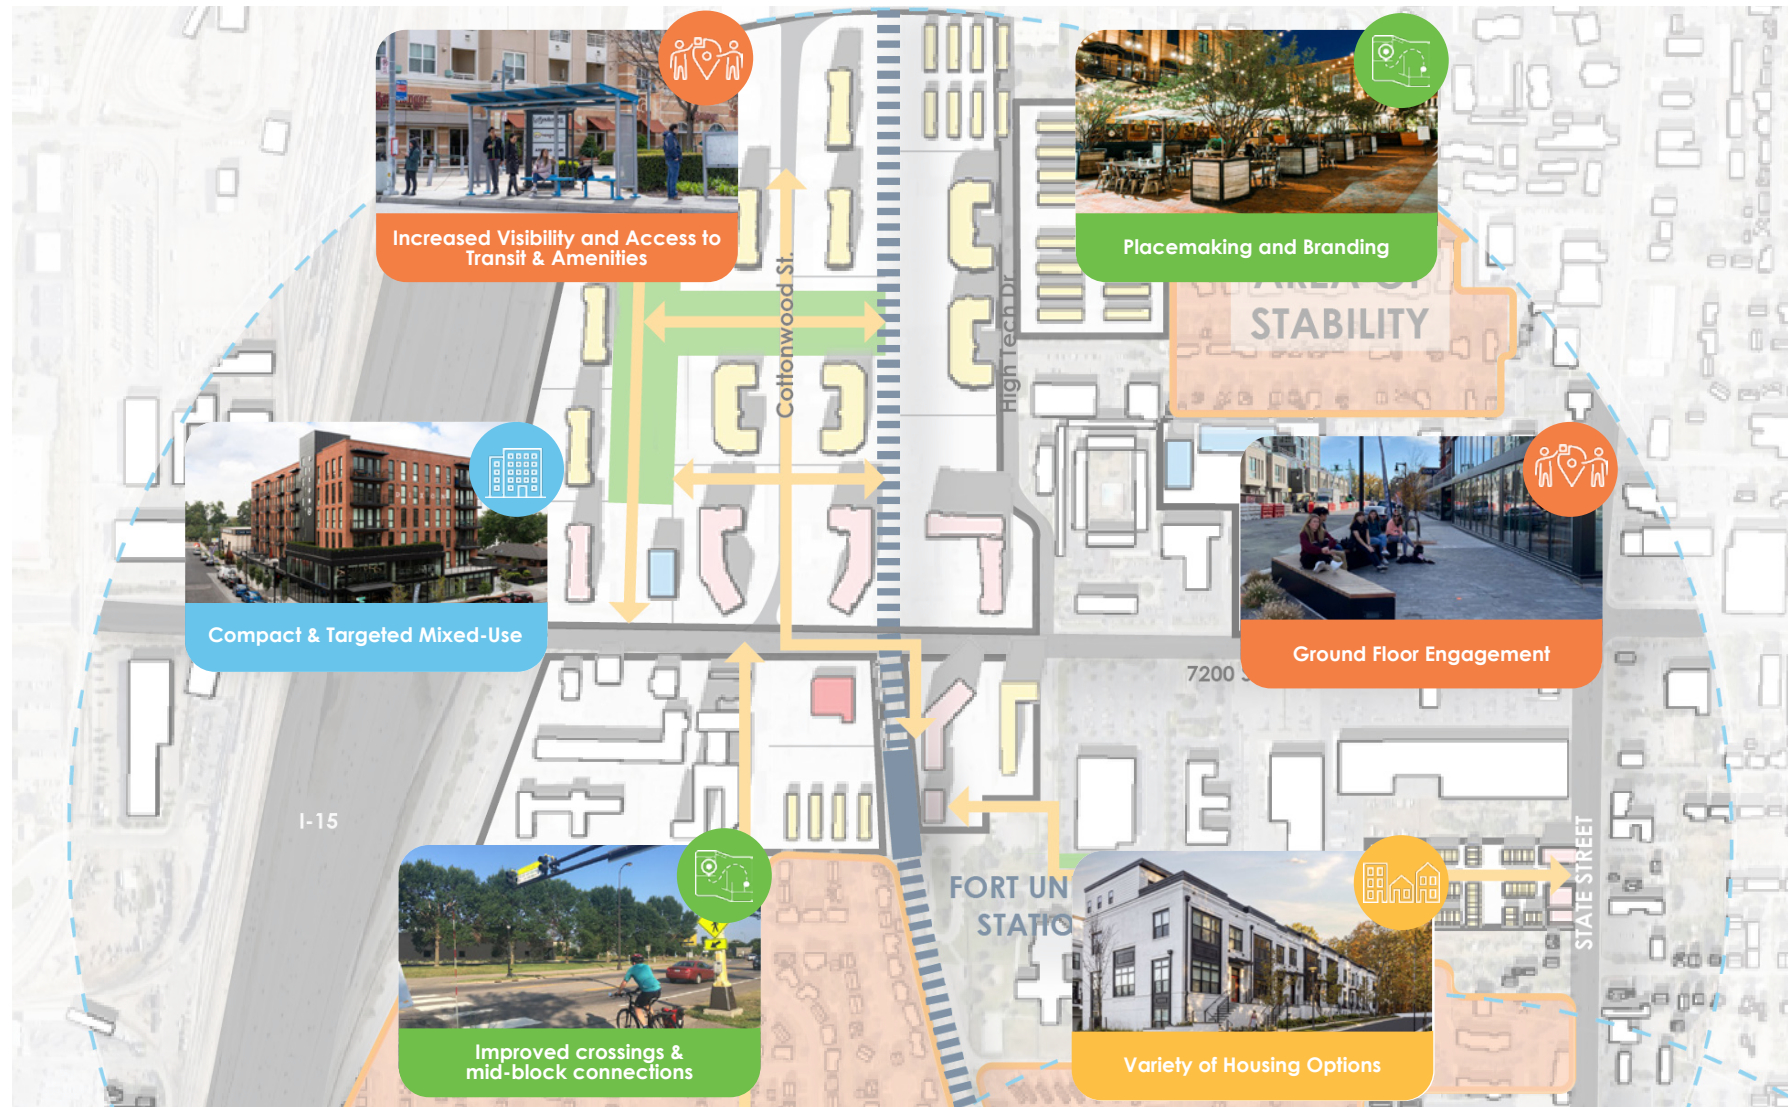 Increased Visibility and Access to
Transit & Amenities
Placemaking and Branding
Cottonwood St.
High Tech Dr.
STABILITY
Compact & Targeted Mixed-Use
Ground Floor Engagement
7200
I-15
STATE STREET
FORT UN
STATIO
Improved crossings &
mid-block connections
Variety of Housing Options